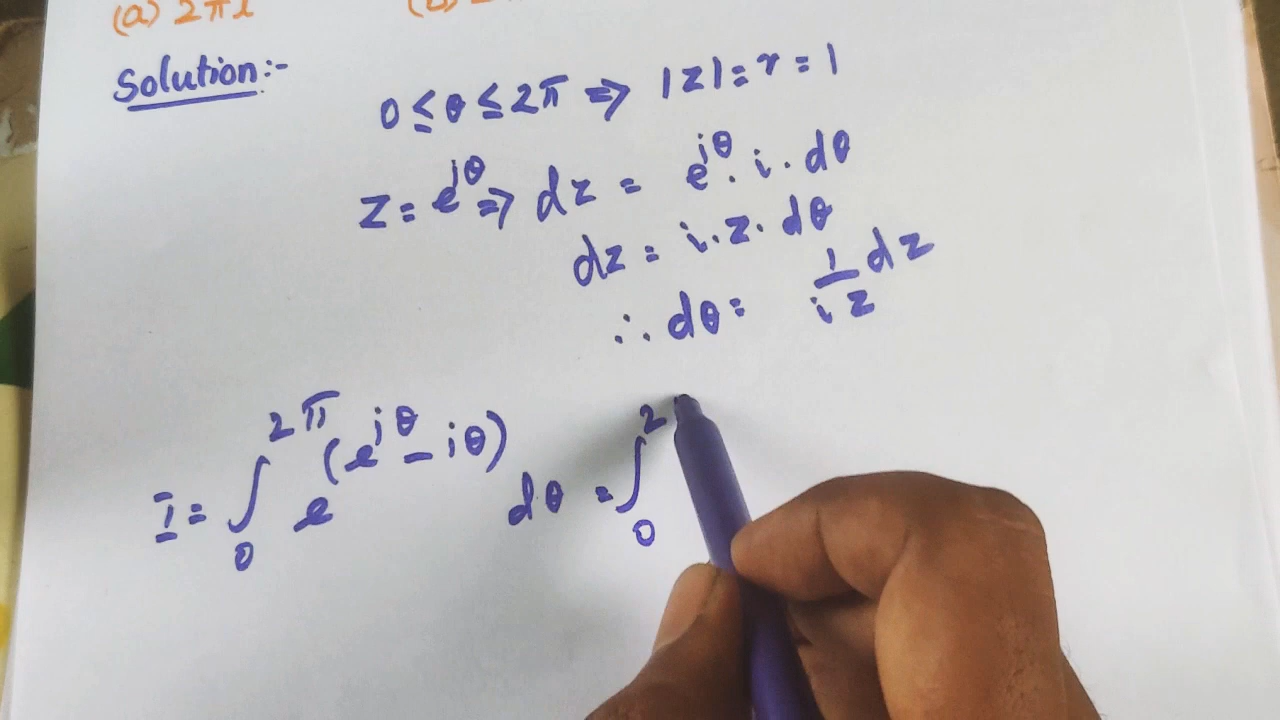 (a) 2πi
Solution:-
0 ≤ θ ≤ 2π ⇒ |z| = r = 1
z = e^{iθ} ⇒ dz = e^{iθ} . i . dθ
dz = i . z . dθ
∴ dθ = \frac{1}{iz} dz
I = ∫_0^{2π} e^{(e^{iθ} - iθ)} dθ = ∫_0^{2